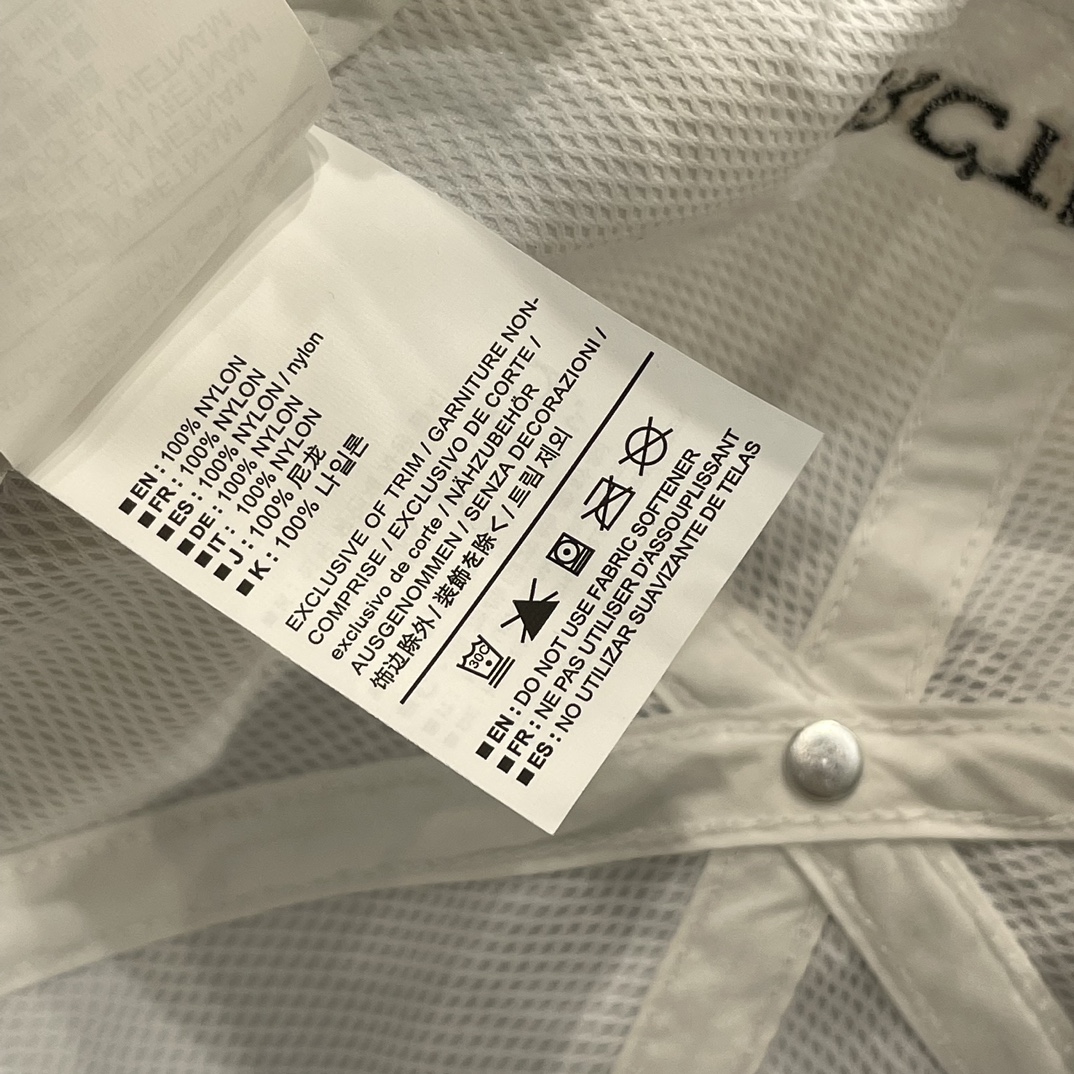 ■EN : 100% NYLON
■FR : 100% NYLON
■ES : 100% NYLON / nylon
■DE : 100% NYLON
■IT : 100% NYLON
■J : 100% 尼龙
■K : 100% 나일론
EXCLUSIVE OF TRIM / GARNITURE NON-
COMPRISE / EXCLUSIVO DE CORTE /
exclusivo de corte / NÄHZUBEHÖR
AUSGENOMMEN / SENZA DECORAZIONI /
饰边除外 / 装飾を除く / 트림 제외
30C
■EN : DO NOT USE FABRIC SOFTENER
■FR : NE PAS UTILISER D'ASSOUPLISSANT
■ES : NO UTILIZAR SUAVIZANTE DE TELAS